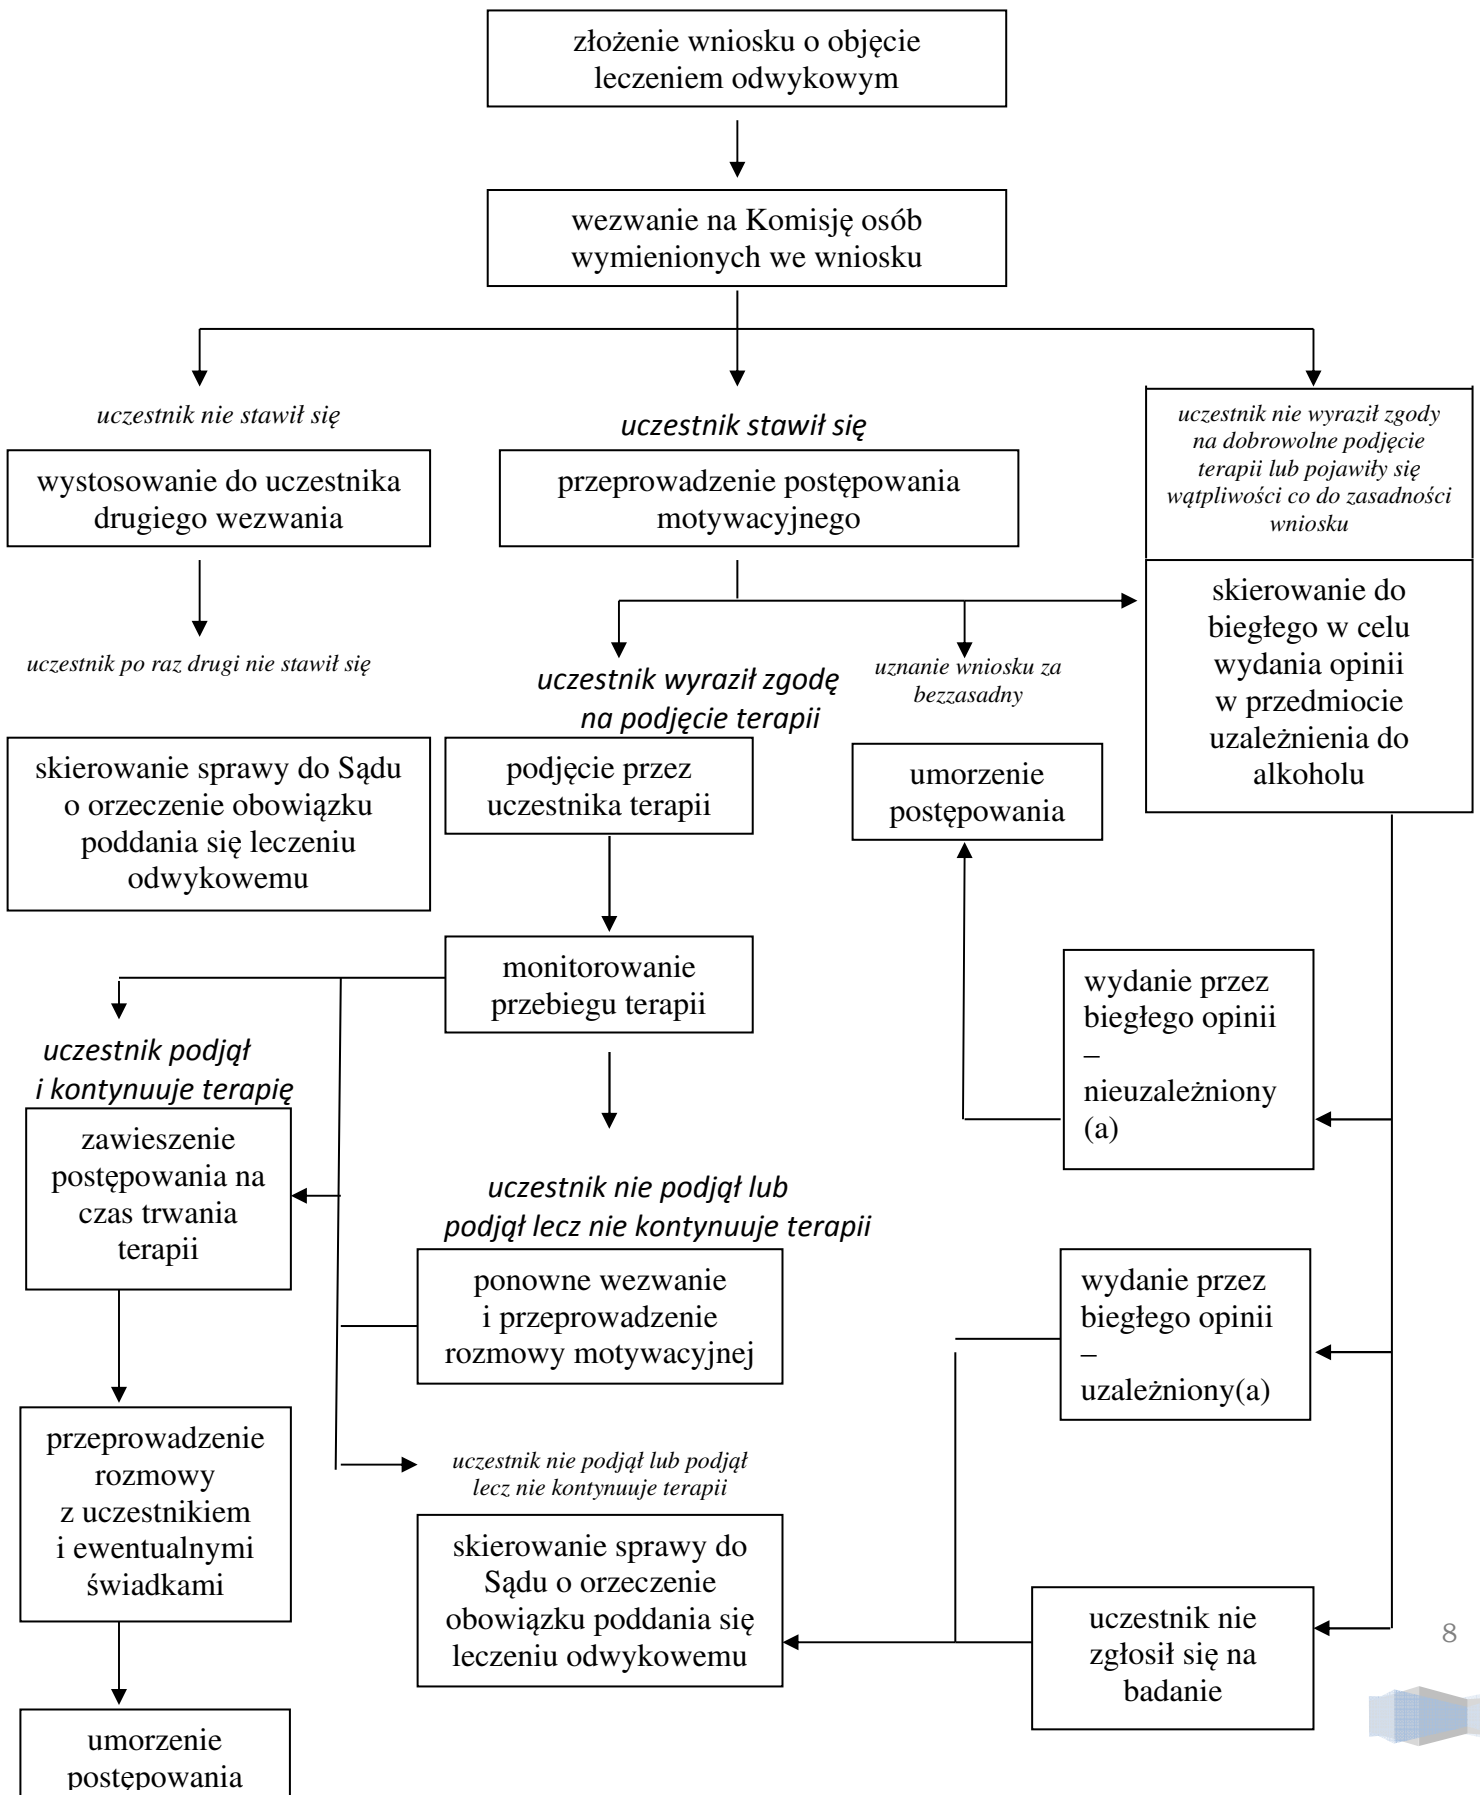 złożenie wniosku o objęcie
leczeniem odwykowym
wezwanie na Komisję osób
wymienionych we wniosku
uczestnik nie stawił się
wystosowanie do uczestnika
drugiego wezwania
uczestnik po raz drugi nie stawił się
skierowanie sprawy do Sądu
o orzeczenie obowiązku
poddania się leczeniu
odwykowemu
uczestnik stawił się
przeprowadzenie postępowania
motywacyjnego
uczestnik wyraził zgodę
na podjęcie terapii
podjęcie przez
uczestnika terapii
uznanie wniosku za
bezzasadny
umorzenie
postępowania
uczestnik nie wyraził zgody
na dobrowolne podjęcie
terapii lub pojawiły się
wątpliwości co do zasadności
wniosku
skierowanie do
biegłego w celu
wydania opinii
w przedmiocie
uzależnienia do
alkoholu
monitorowanie
przebiegu terapii
uczestnik podjął
i kontynuuje terapię
zawieszenie
postępowania na
czas trwania
terapii
przeprowadzenie
rozmowy
z uczestnikiem
i ewentualnymi
świadkami
umorzenie
postępowania
uczestnik nie podjął lub
podjął lecz nie kontynuuje terapii
ponowne wezwanie
i przeprowadzenie
rozmowy motywacyjnej
uczestnik nie podjął lub podjął
lecz nie kontynuuje terapii
skierowanie sprawy do
Sądu o orzeczenie
obowiązku poddania się
leczeniu odwykowemu
wydanie przez
biegłego opinii
–
nieuzależniony
(a)
wydanie przez
biegłego opinii
–
uzależniony(a)
uczestnik nie
zgłosił się na
badanie
8